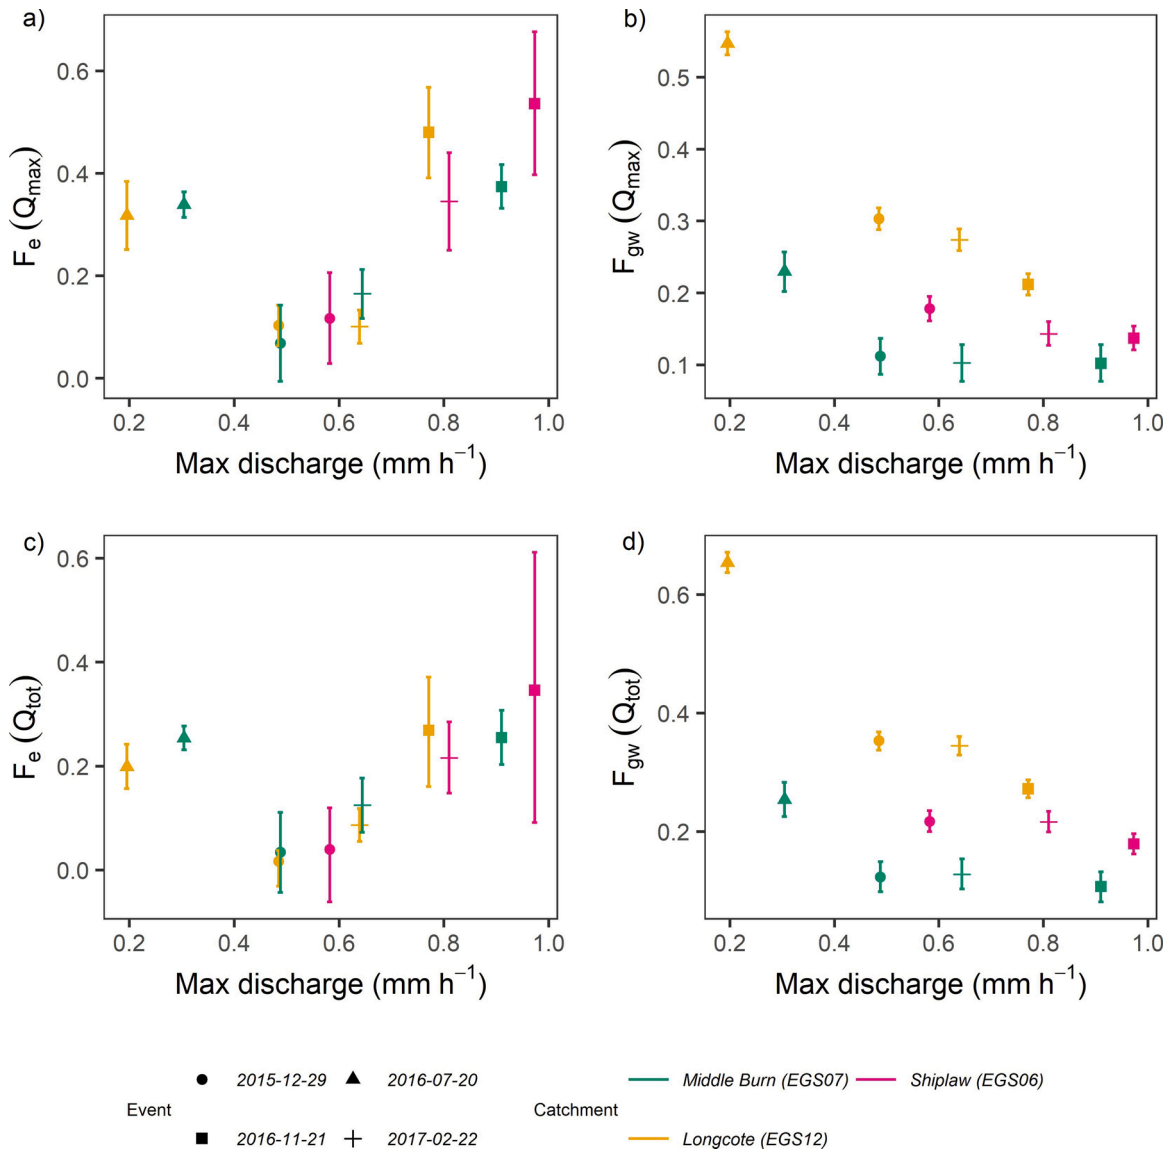 a)
0.6
0.4
0.2
0.0
Fe (Qmax)
0.2 0.4 0.6 0.8 1.0
Max discharge (mm h−1)
b)
0.5
0.3
0.2
0.1
Fgw (Qmax)
0.2 0.4 0.6 0.8 1.0
Max discharge (mm h−1)
c)
0.6
0.4
0.2
0.0
Fe (Qtot)
0.2 0.4 0.6 0.8 1.0
Max discharge (mm h−1)
d)
0.6
0.4
0.2
Fgw (Qtot)
0.2 0.4 0.6 0.8 1.0
Max discharge (mm h−1)
Event
2015-12-29 2016-07-20
2016-11-21 2017-02-22
Catchment
Middle Burn (EGS07) Shiplaw (EGS06)
Longcote (EGS12)